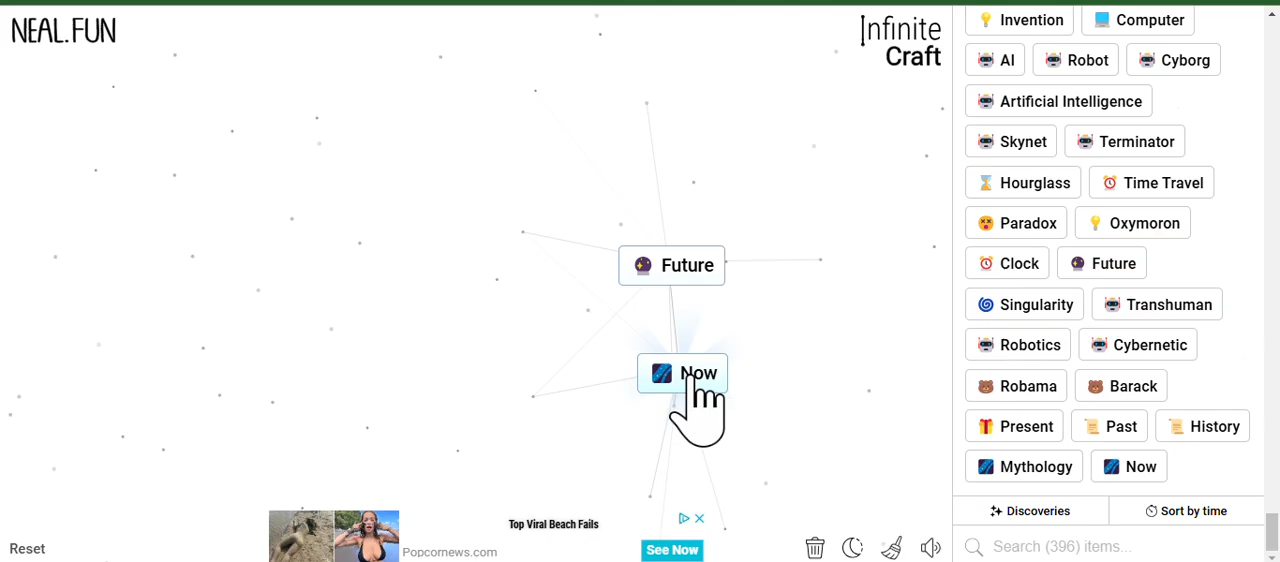 NEAL.FUN
Infinite
Craft
Future
Now
Top Viral Beach Fails
Popcornews.com
See Now
Reset
Invention Computer
AI Robot Cyborg
Artificial Intelligence
Skynet Terminator
Hourglass Time Travel
Paradox Oxymoron
Clock Future
Singularity Transhuman
Robotics Cybernetic
Robama Barack
Present Past History
Mythology Now
Discoveries Sort by time
Search (396) items...